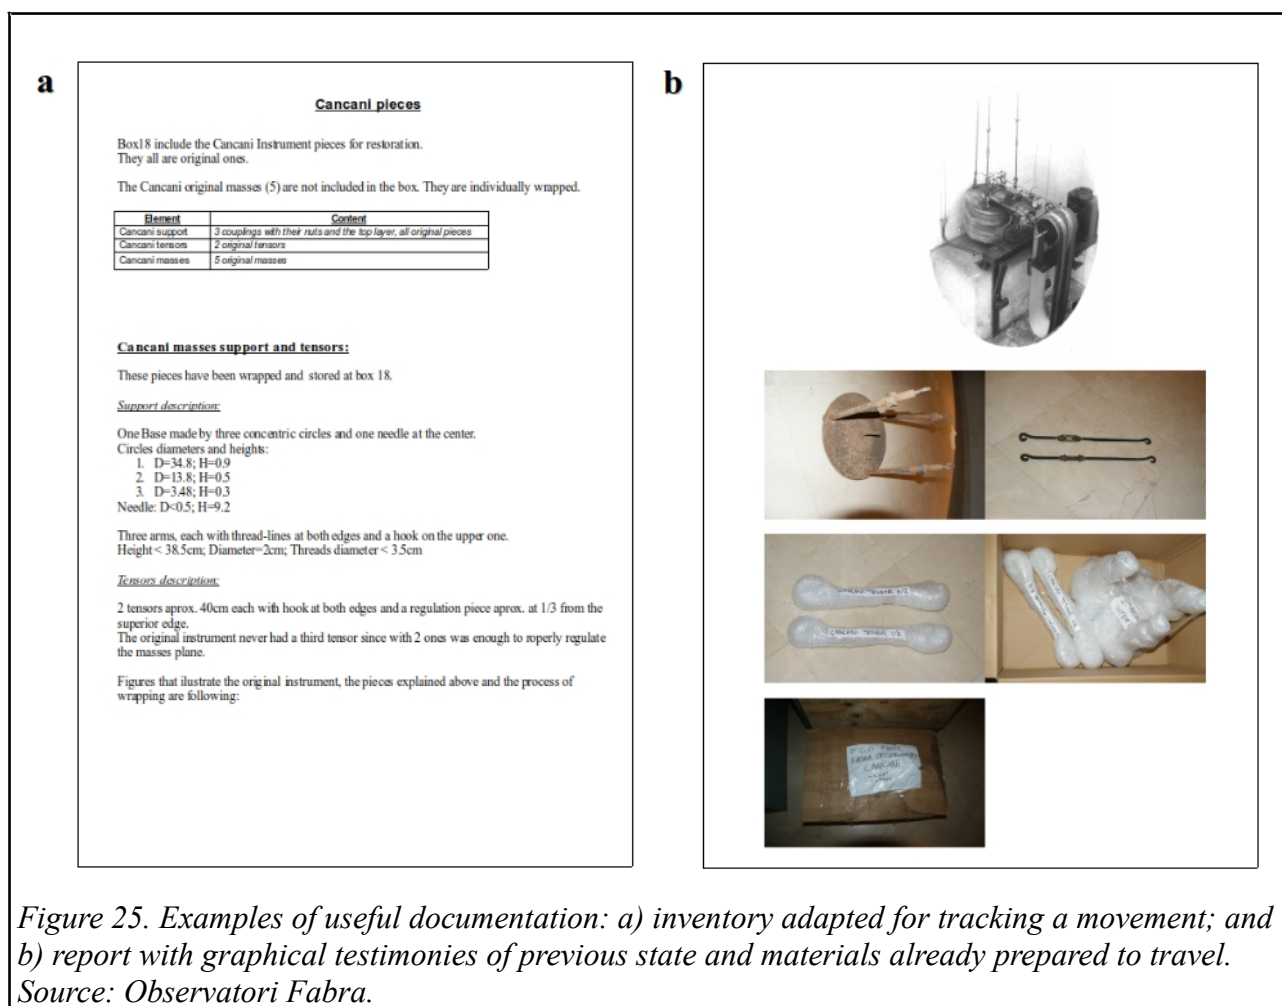 a
Cancani pieces
Box18 include the Cancani Instrument pieces for restoration.
They all are original ones.
The Cancani original masses (5) are not included in the box. They are individually wrapped.
Element Content
Cancani support 3 couplings with their nuts and the top layer, all original pieces
Cancani tensors 2 original tensors
Cancani masses 5 original masses
Cancani masses support and tensors:
These pieces have been wrapped and stored at box 18.
Support description:
One Base made by three concentric circles and one needle at the center.
Circles diameters and heights:
1. D=34.8; H=0.9
2. D=13.8; H=0.5
3. D=3.48; H=0.3
Needle: D<0.5; H=9.2
Three arms, each with thread-lines at both edges and a hook on the upper one.
Height < 38.5cm; Diameter=2cm; Threads diameter < 3.5cm
Tensors description:
2 tensors aprox. 40cm each with hook at both edges and a regulation piece aprox. at 1/3 from the
superior edge.
The original instrument never had a third tensor since with 2 ones was enough to roperly regulate
the masses plane.
Figures that ilustrate the original instrument, the pieces explained above and the process of
wrapping are following:
b
CANCANI TENSOR 2/2
CANCANI TENSOR 1/2
CANCANI
Figure 25. Examples of useful documentation: a) inventory adapted for tracking a movement; and
b) report with graphical testimonies of previous state and materials already prepared to travel.
Source: Observatori Fabra.